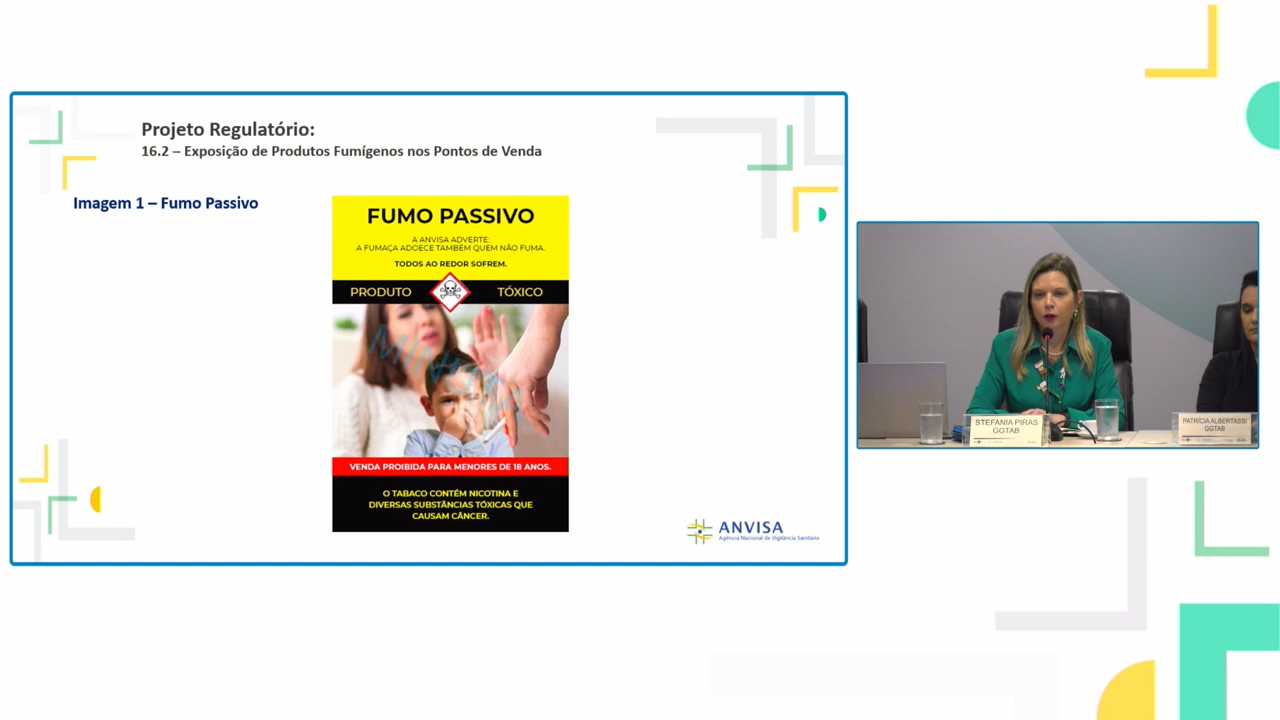 Projeto Regulatório:
16.2 – Exposição de Produtos Fumígenos nos Pontos de Venda
Imagem 1 – Fumo Passivo
FUMO PASSIVO
A ANVISA ADVERTE:
A FUMAÇA ADOECE TAMBÉM QUEM NÃO FUMA.
TODOS AO REDOR SOFREM.
PRODUTO TÓXICO
VENDA PROIBIDA PARA MENORES DE 18 ANOS.
O TABACO CONTÉM NICOTINA E
DIVERSAS SUBSTÂNCIAS TÓXICAS QUE
CAUSAM CÂNCER.
ANVISA
Agência Nacional de Vigilância Sanitária
STEFANIA PIRAS
GGTAB
PATRÍCIA ALBERTASSI
GGTAB